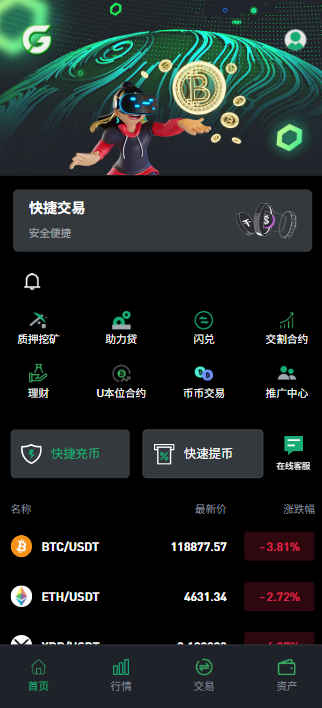 快捷交易
安全便捷
质押挖矿 助力贷 闪兑 交割合约
理财 U本位合约 币币交易 推广中心
快捷充币 快速提币 在线客服
名称 最新价 涨跌幅
BTC/USDT 118877.57 -3.81%
ETH/USDT 4631.34 -2.72%
首页 行情 交易 资产